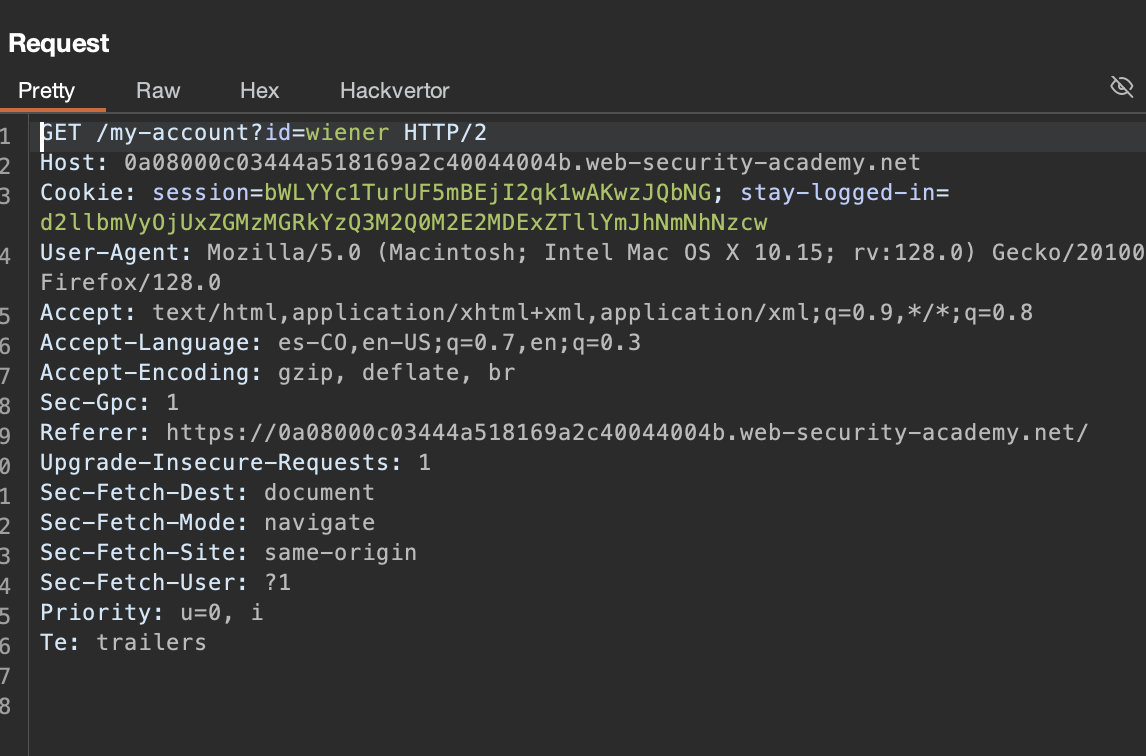 Request
Pretty Raw Hex Hackvertor
1 GET /my-account?id=wiener HTTP/2
2 Host: 0a08000c03444a518169a2c40044004b.web-security-academy.net
3 Cookie: session=bWLYYc1TurUF5mBEjI2qk1wAKwzJQbNG; stay-logged-in=
d2llbmVyOjUxZGMzMGRkYzQ3M2Q0M2E2MDExZTllYmJhNmNhNzcw
4 User-Agent: Mozilla/5.0 (Macintosh; Intel Mac OS X 10.15; rv:128.0) Gecko/20100
Firefox/128.0
5 Accept: text/html,application/xhtml+xml,application/xml;q=0.9,*/*;q=0.8
6 Accept-Language: es-CO,en-US;q=0.7,en;q=0.3
7 Accept-Encoding: gzip, deflate, br
8 Sec-Gpc: 1
9 Referer: https://0a08000c03444a518169a2c40044004b.web-security-academy.net/
0 Upgrade-Insecure-Requests: 1
1 Sec-Fetch-Dest: document
2 Sec-Fetch-Mode: navigate
3 Sec-Fetch-Site: same-origin
4 Sec-Fetch-User: ?1
5 Priority: u=0, i
6 Te: trailers
7
8